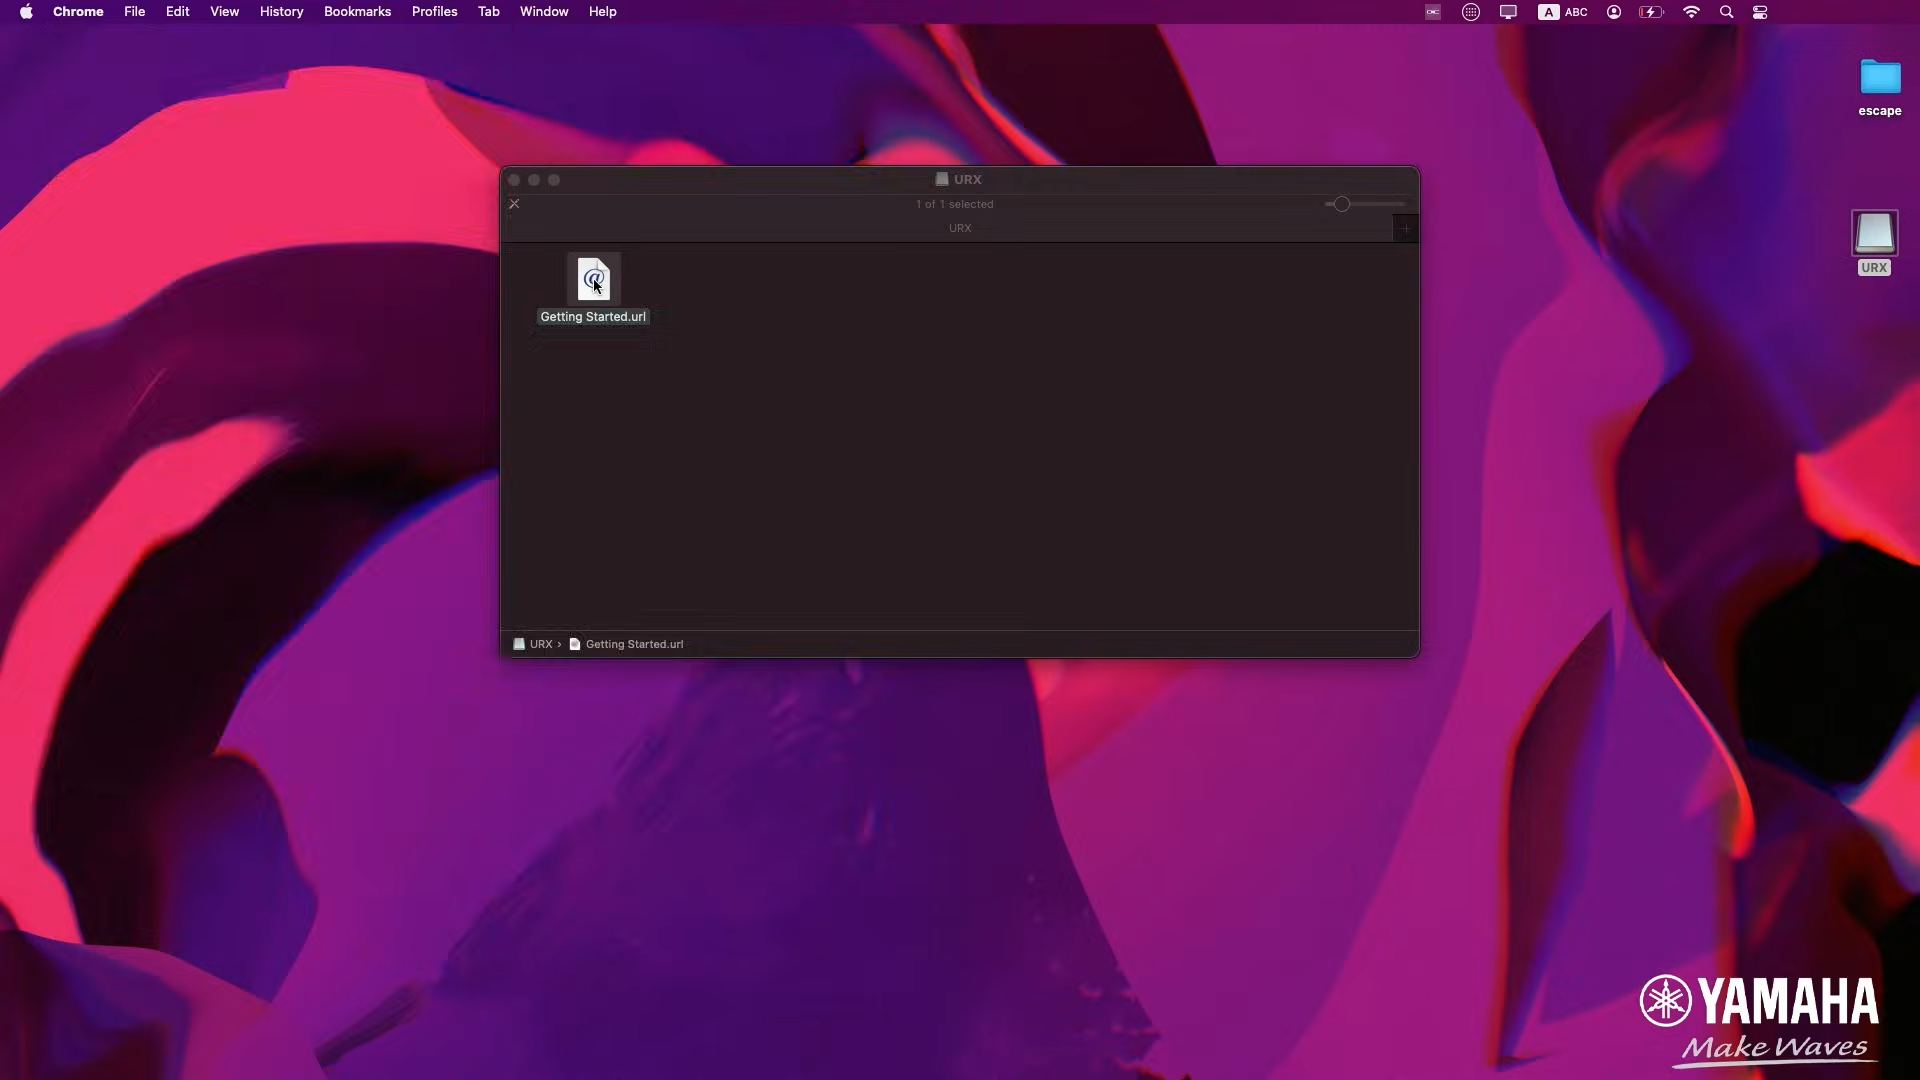 Chrome File Edit View History Bookmarks Profiles Tab Window Help
A ABC
escape
URX
URX
1 of 1 selected
URX
@
Getting Started.url
URX › Getting Started.url
YAMAHA
Make Waves